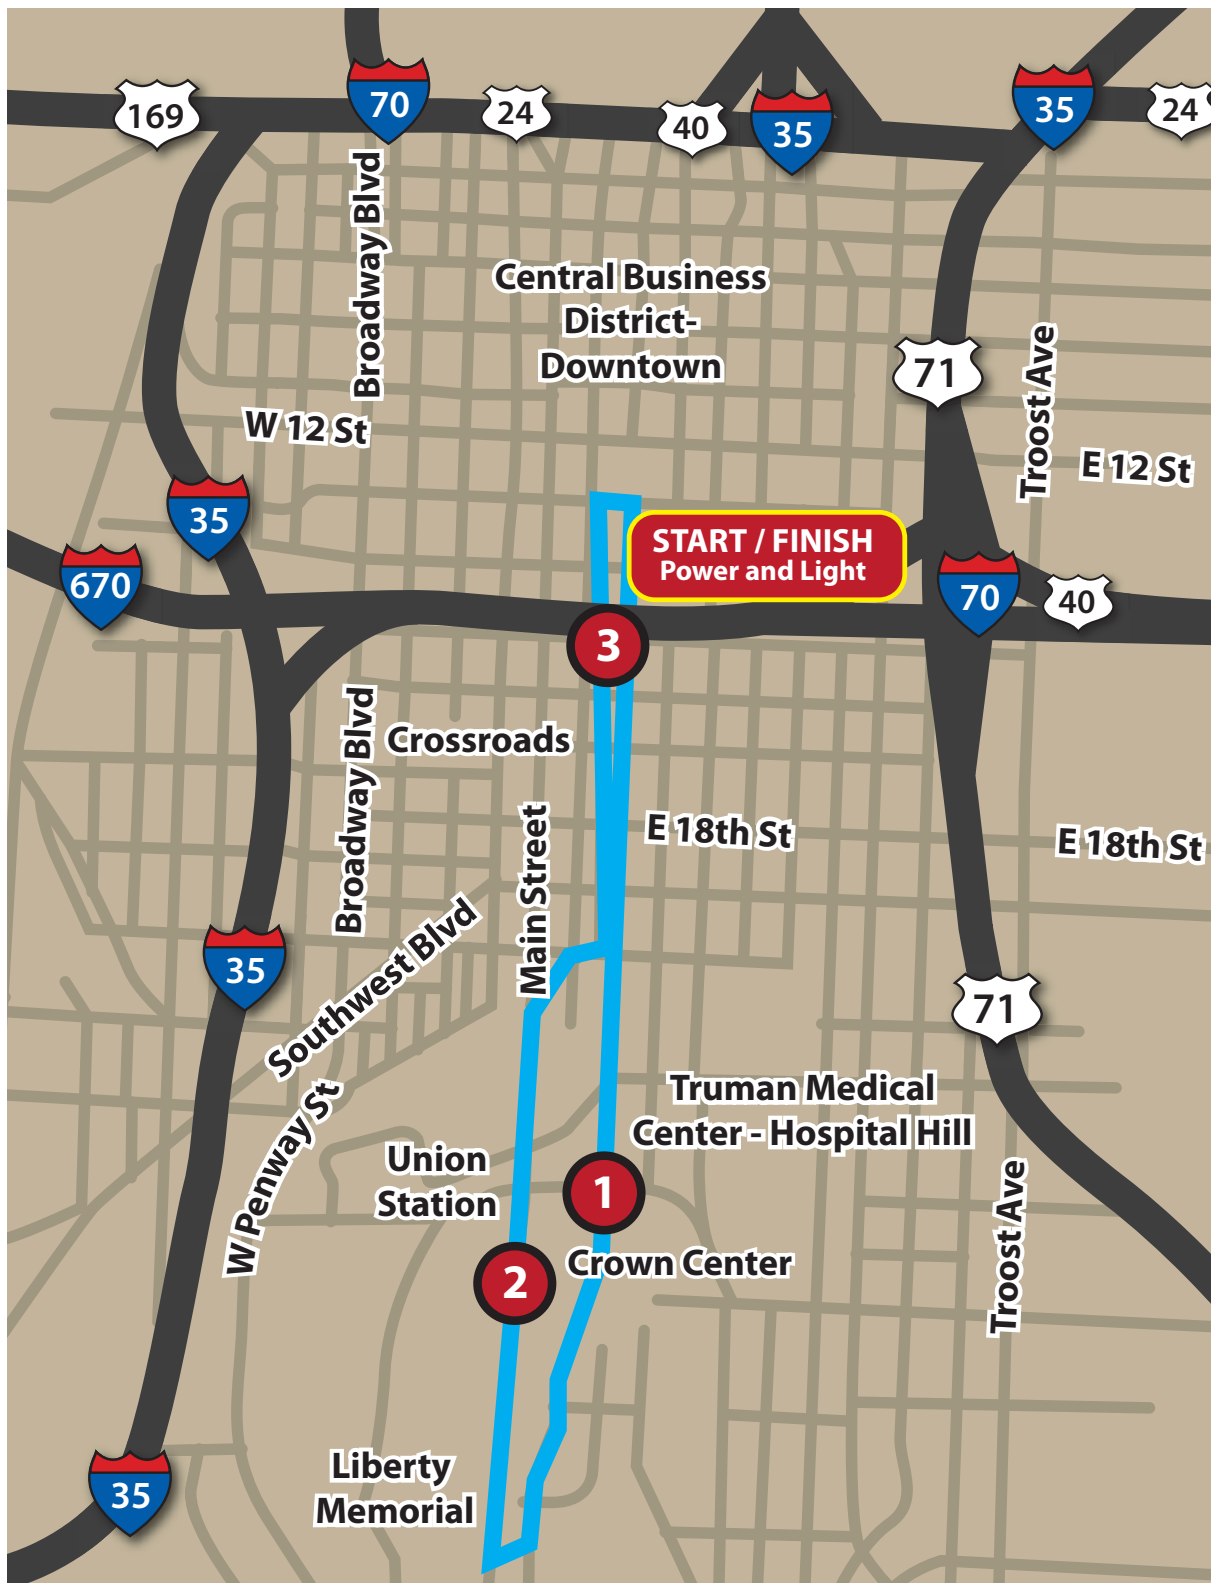 169
70
24
40
35
35
24
Broadway Blvd
Central Business
District-
Downtown
71
Troost Ave
W 12 St
E 12 St
35
START / FINISH
Power and Light
670
70
40
3
Broadway Blvd
Crossroads
Main Street
E 18th St
E 18th St
Southwest Blvd
35
71
W Penway St
Truman Medical
Center - Hospital Hill
Union
Station
1
Troost Ave
2
Crown Center
Liberty
Memorial
35